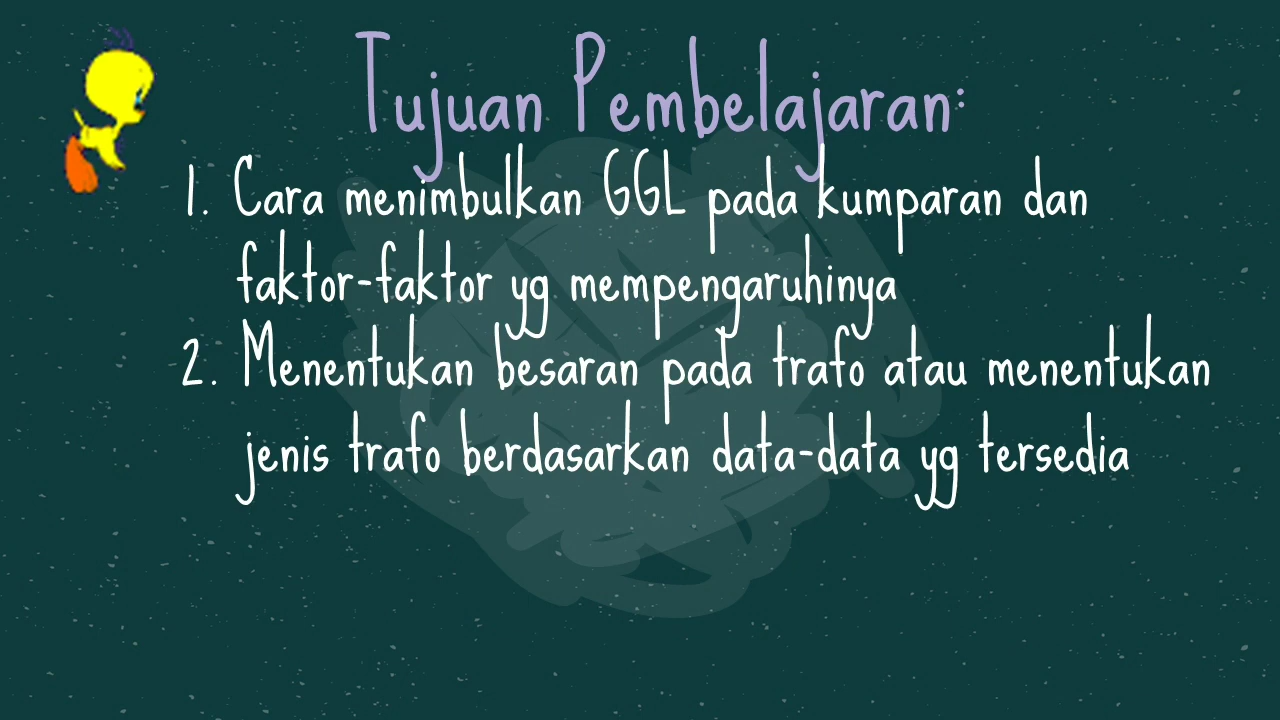 Tujuan Pembelajaran:
1. Cara menimbulkan GGL pada kumparan dan
faktor-faktor yg mempengaruhinya
2. Menentukan besaran pada trafo atau menentukan
jenis trafo berdasarkan data-data yg tersedia